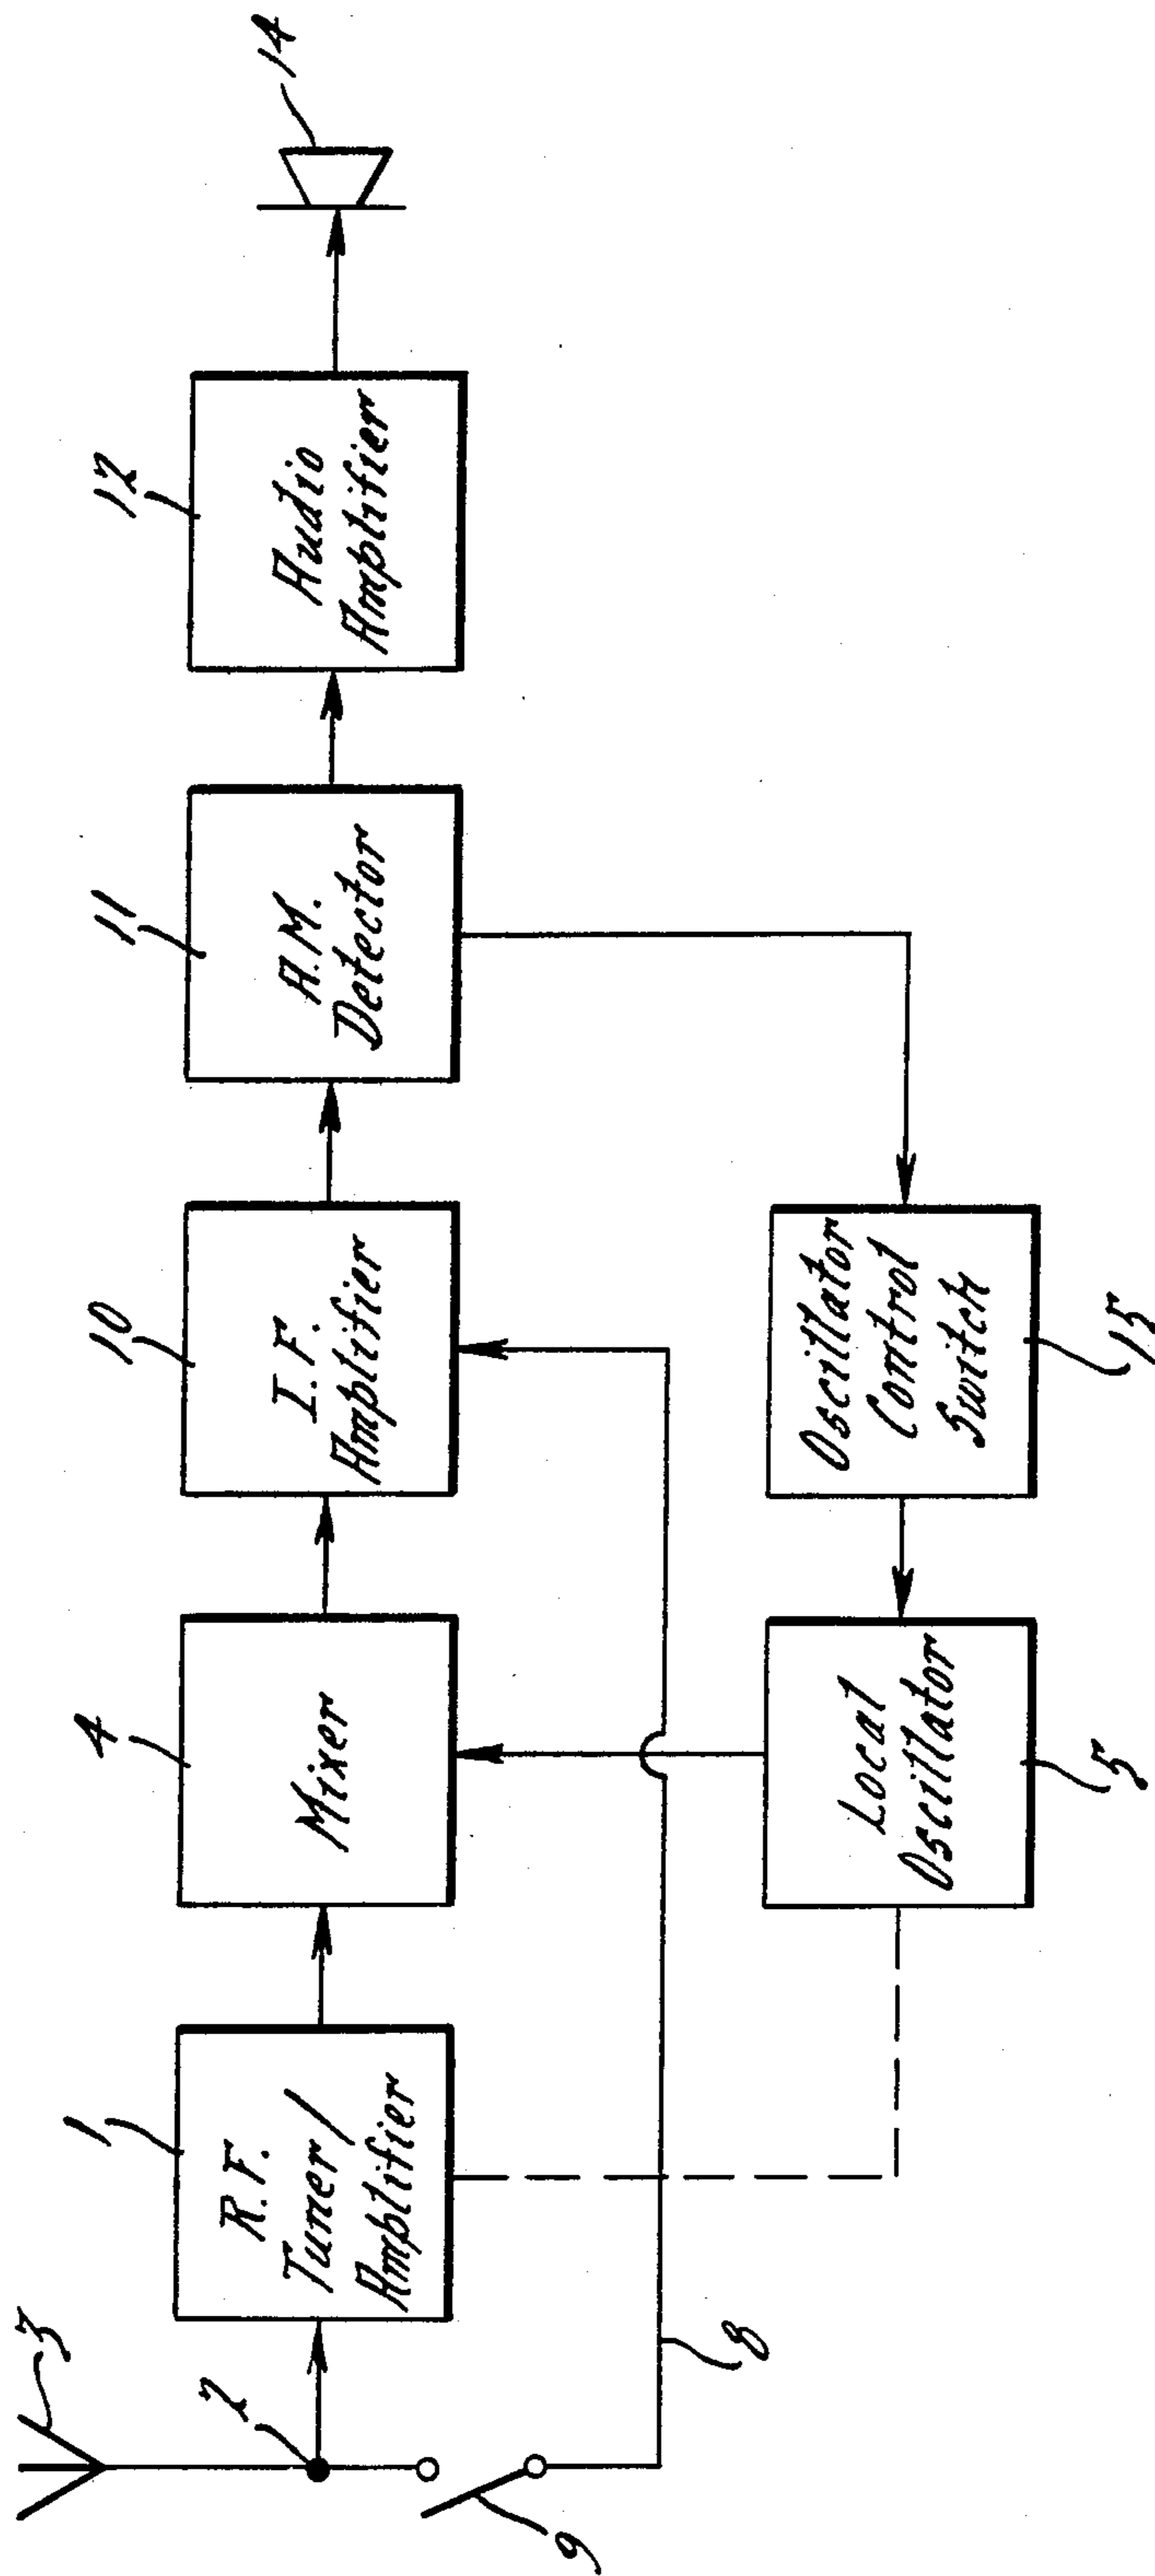 3
2
9
8
1
R.F.
Tuner/
Amplifier
4
Mixer
10
I.F.
Amplifier
11
A.M.
Detector
12
Audio
Amplifier
14
Local
Oscillator
5
Oscillator
Control
Switch
15